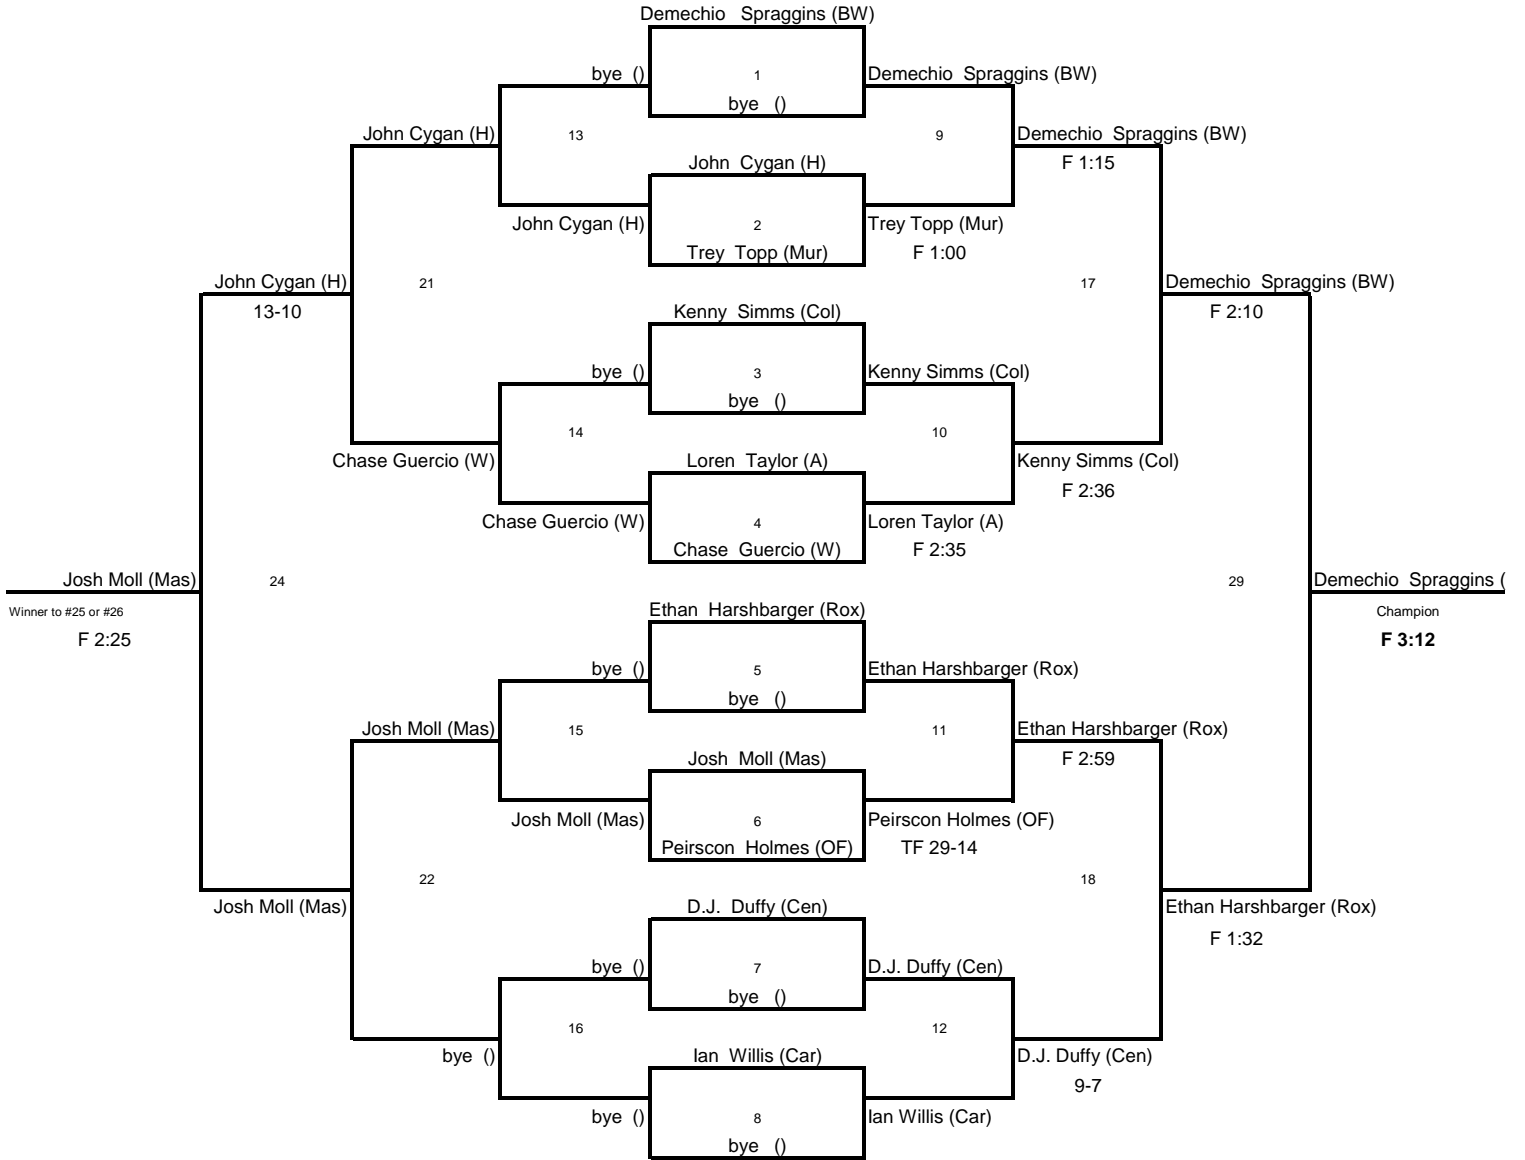 Demechio Spraggins (BW)
bye ()
1
Demechio Spraggins (BW)
bye ()
John Cygan (H)
13
9
Demechio Spraggins (BW)
John Cygan (H)
F 1:15
John Cygan (H)
2
Trey Topp (Mur)
Trey Topp (Mur)
F 1:00
John Cygan (H)
21
17
Demechio Spraggins (BW)
13-10
Kenny Simms (Col)
F 2:10
bye ()
3
Kenny Simms (Col)
bye ()
14
10
Chase Guercio (W)
Loren Taylor (A)
Kenny Simms (Col)
F 2:36
Chase Guercio (W)
4
Loren Taylor (A)
Chase Guercio (W)
F 2:35
Josh Moll (Mas)
24
29
Demechio Spraggins (
Winner to #25 or #26
Ethan Harshbarger (Rox)
Champion
F 2:25
F 3:12
bye ()
5
Ethan Harshbarger (Rox)
bye ()
Josh Moll (Mas)
15
11
Ethan Harshbarger (Rox)
Josh Moll (Mas)
F 2:59
Josh Moll (Mas)
6
Peirscon Holmes (OF)
Peirscon Holmes (OF)
TF 29-14
22
18
Josh Moll (Mas)
D.J. Duffy (Cen)
Ethan Harshbarger (Rox)
F 1:32
bye ()
7
D.J. Duffy (Cen)
bye ()
16
12
bye ()
Ian Willis (Car)
D.J. Duffy (Cen)
9-7
bye ()
8
Ian Willis (Car)
bye ()